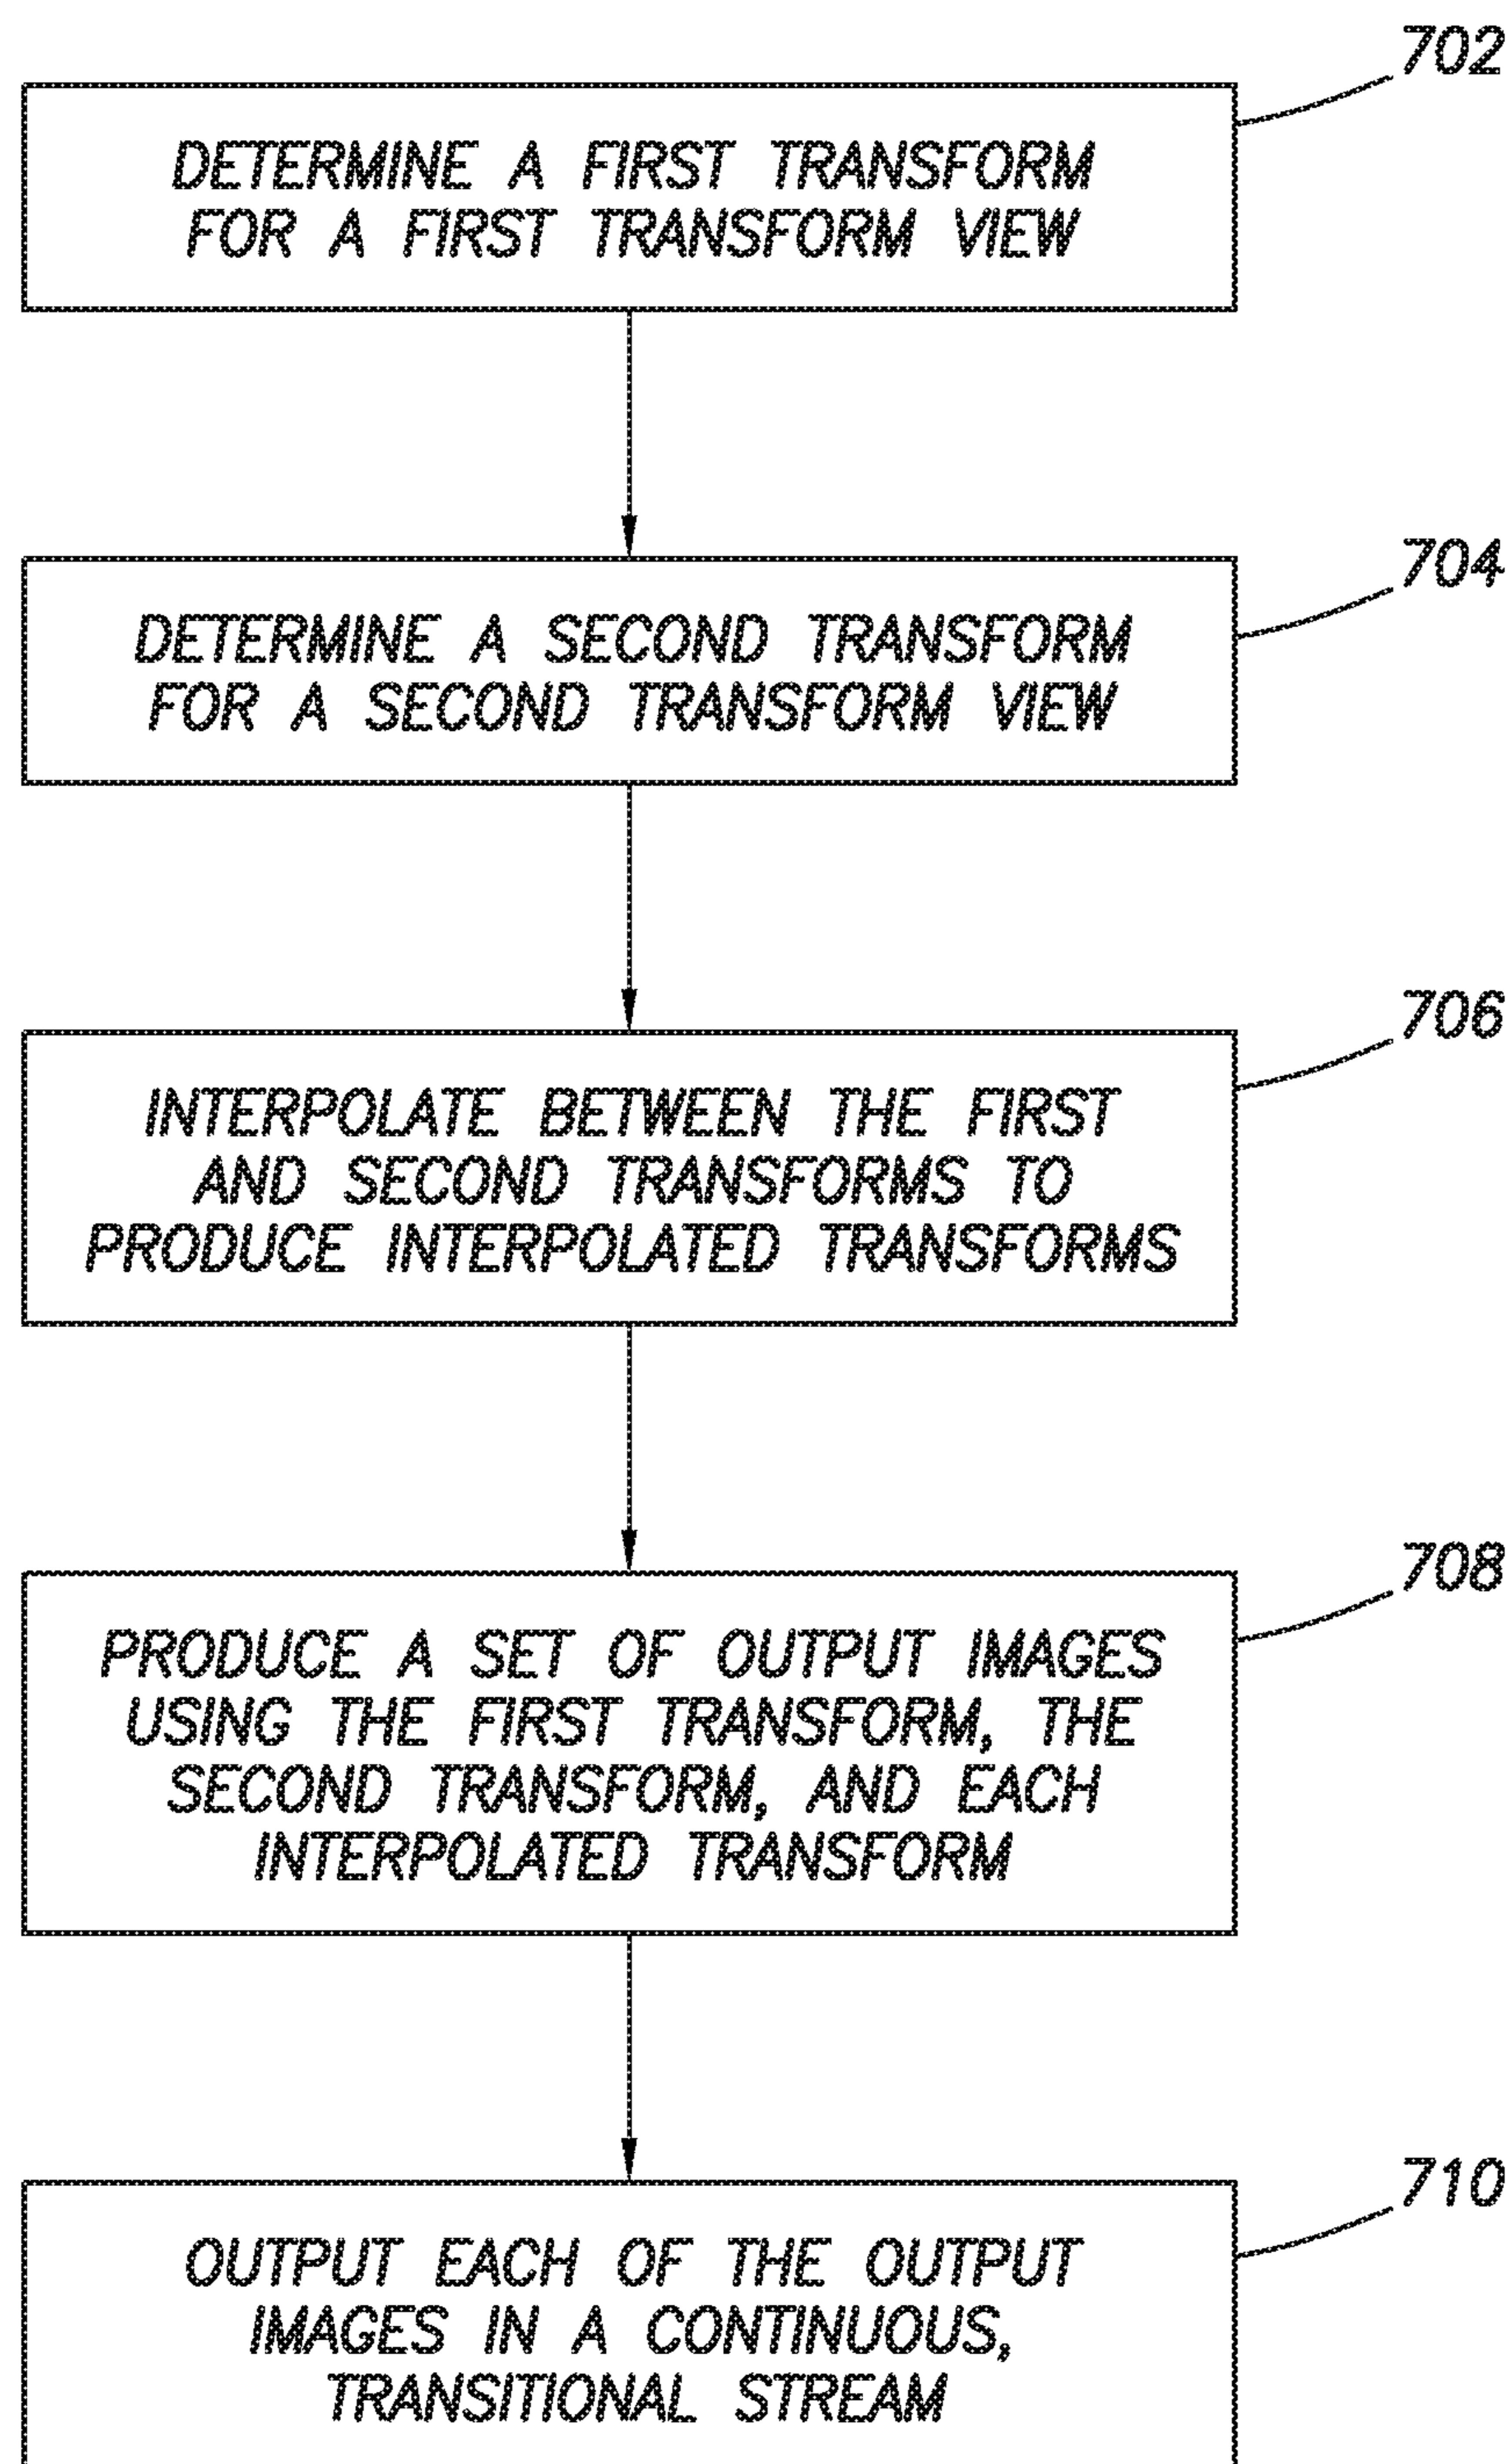 702
DETERMINE A FIRST TRANSFORM
FOR A FIRST TRANSFORM VIEW
704
DETERMINE A SECOND TRANSFORM
FOR A SECOND TRANSFORM VIEW
706
INTERPOLATE BETWEEN THE FIRST
AND SECOND TRANSFORMS TO
PRODUCE INTERPOLATED TRANSFORMS
708
PRODUCE A SET OF OUTPUT IMAGES
USING THE FIRST TRANSFORM, THE
SECOND TRANSFORM, AND EACH
INTERPOLATED TRANSFORM
710
OUTPUT EACH OF THE OUTPUT
IMAGES IN A CONTINUOUS,
TRANSITIONAL STREAM